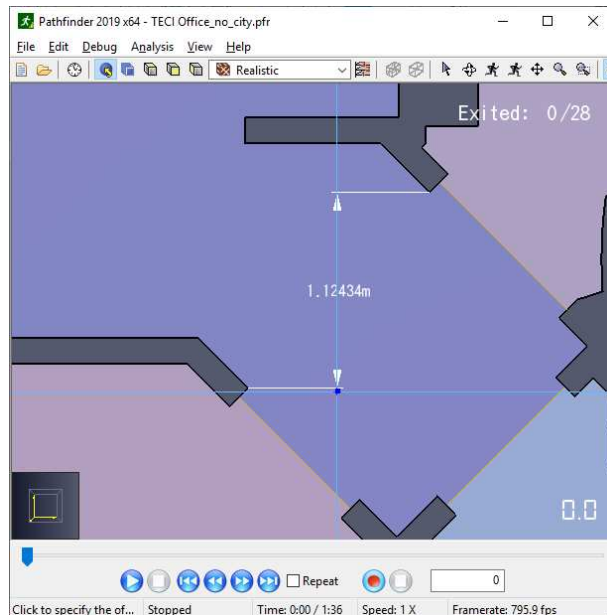 Pathfinder 2019 x64 - TECI Office_no_city.pfr
File Edit Debug Analysis View Help
Realistic
Exited: 0/28
1.12434m
0.0
Repeat
0
Click to specify the of... Stopped Time: 0:00 / 1:36 Speed: 1 X Framerate: 795.9 fps